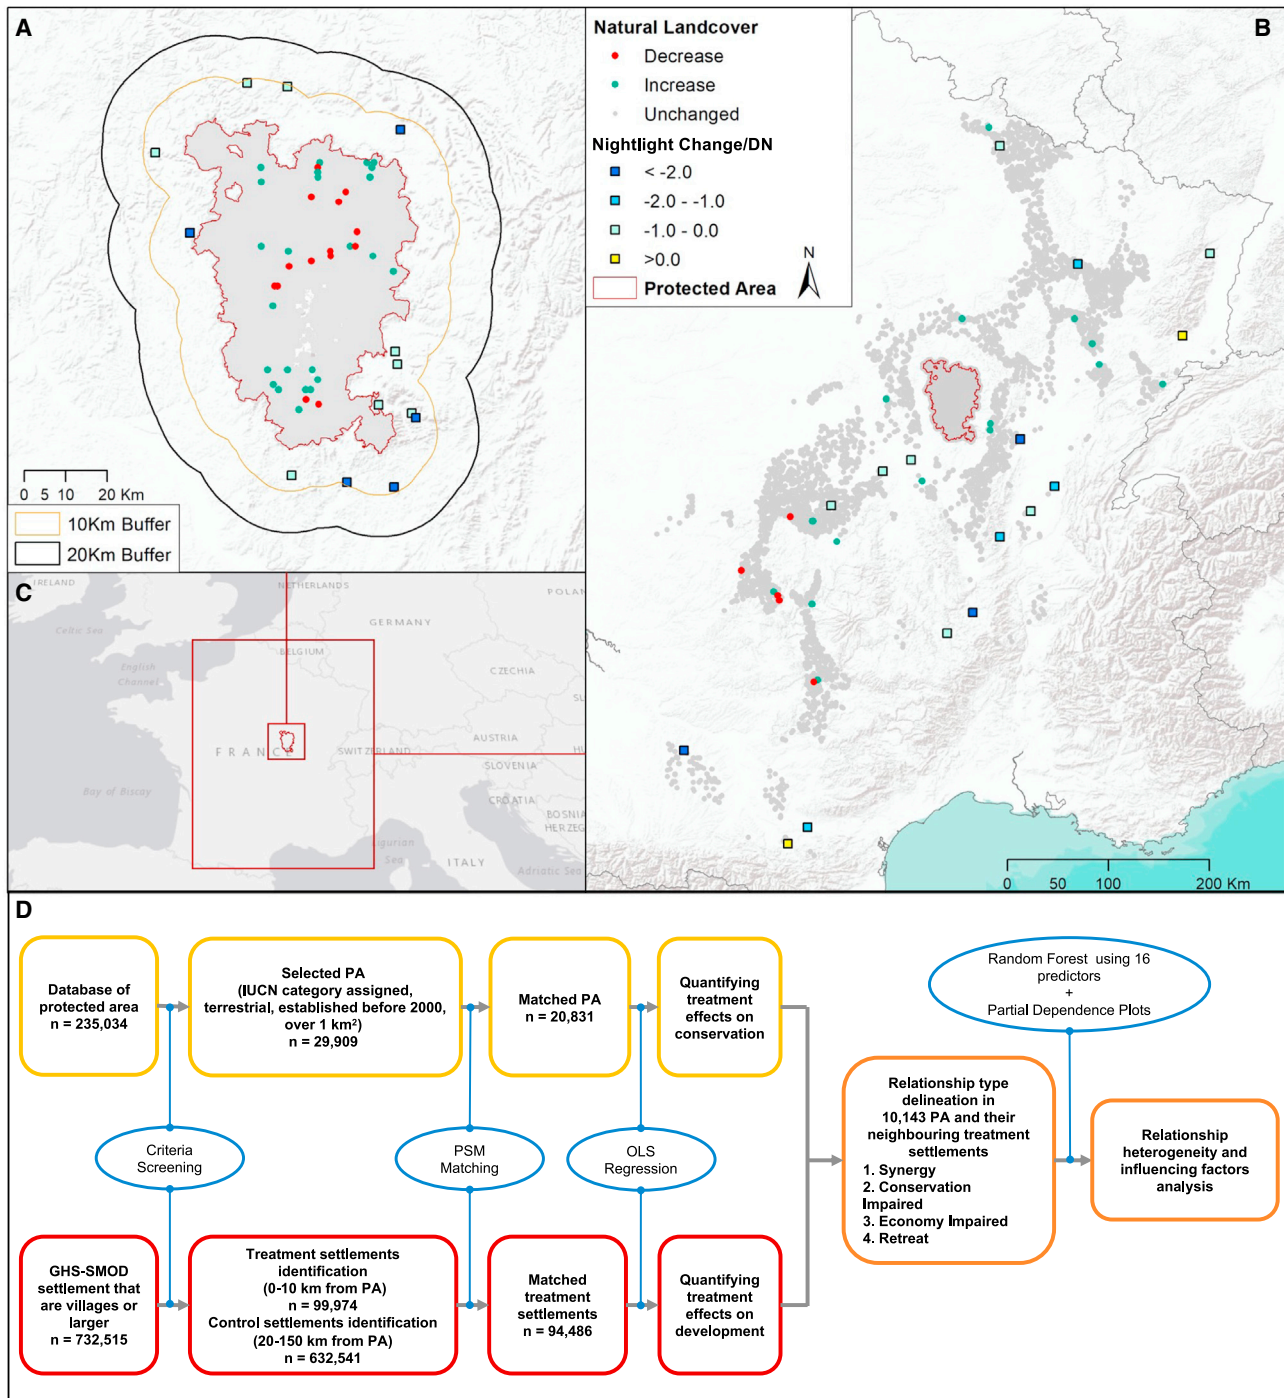 A
0 5 10 20 Km
10Km Buffer
20Km Buffer
B
Natural Landcover
Decrease
Increase
Unchanged
Nightlight Change/DN
< -2.0
-2.0 - -1.0
-1.0 - 0.0
>0.0
Protected Area
N
0 50 100 200 Km
C
IRELAND
NETHERLANDS
POLAN
Celtic Sea
GERMANY
English
Channel
BELGIUM
CZECHIA
FRANCE
SWITZERLAND
AUSTRIA
HU
SLOVENIA
Bay of Biscay
CROATIA
BOSNIA
HERZEG
Ligurian
Sea
ITALY
Adriatic Sea
D
Database of
protected area
n = 235,034
Selected PA
(IUCN category assigned,
terrestrial, established before 2000,
over 1 km²)
n = 29,909
Matched PA
n = 20,831
Quantifying
treatment
effects on
conservation
Random Forest using 16
predictors
+
Partial Dependence Plots
Criteria
Screening
PSM
Matching
OLS
Regression
Relationship type
delineation in
10,143 PA and their
neighbouring treatment
settlements
1. Synergy
2. Conservation
Impaired
3. Economy Impaired
4. Retreat
Relationship
heterogeneity and
influencing factors
analysis
GHS-SMOD
settlement that
are villages or
larger
n = 732,515
Treatment settlements
identification
(0-10 km from PA)
n = 99,974
Control settlements identification
(20-150 km from PA)
n = 632,541
Matched
treatment
settlements
n = 94,486
Quantifying
treatment
effects on
development